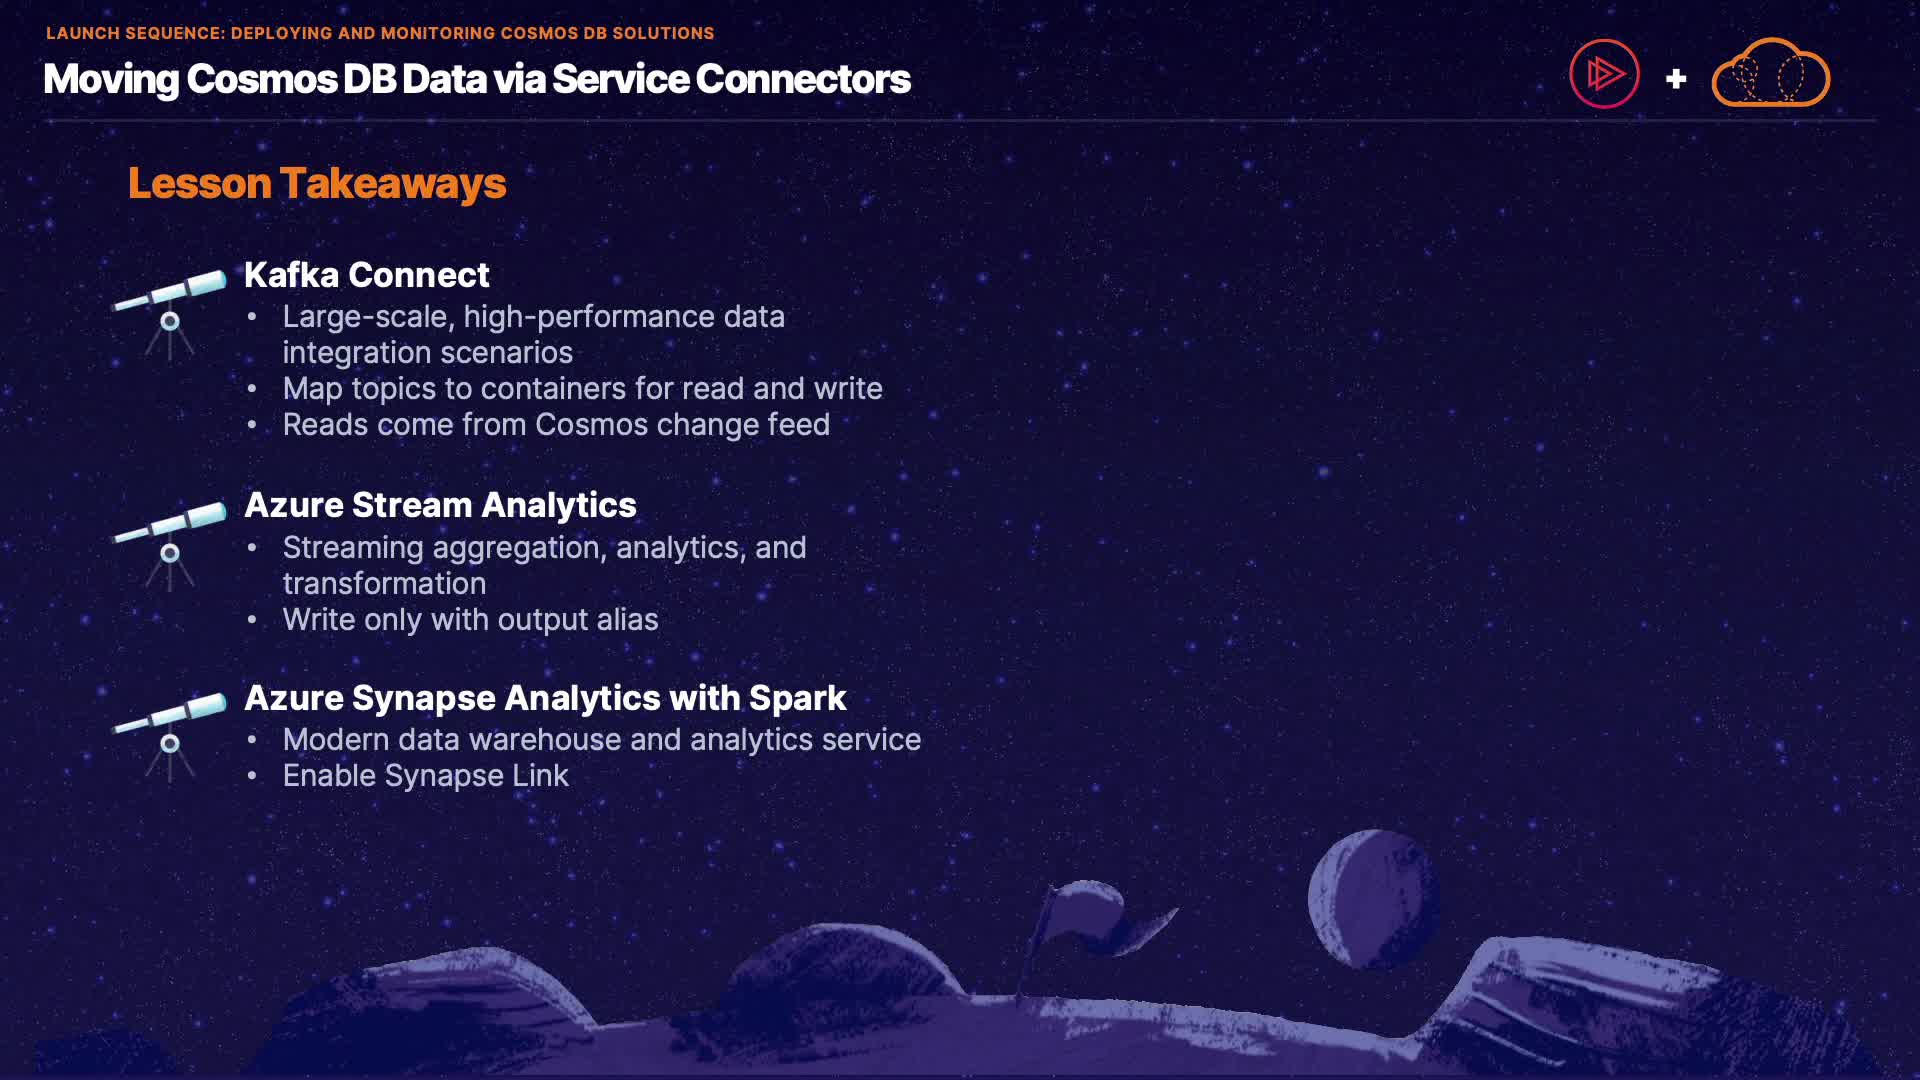 LAUNCH SEQUENCE: DEPLOYING AND MONITORING COSMOS DB SOLUTIONS
Moving Cosmos DB Data via Service Connectors
+
Lesson Takeaways
Kafka Connect
• Large-scale, high-performance data
integration scenarios
• Map topics to containers for read and write
• Reads come from Cosmos change feed
Azure Stream Analytics
• Streaming aggregation, analytics, and
transformation
• Write only with output alias
Azure Synapse Analytics with Spark
• Modern data warehouse and analytics service
• Enable Synapse Link